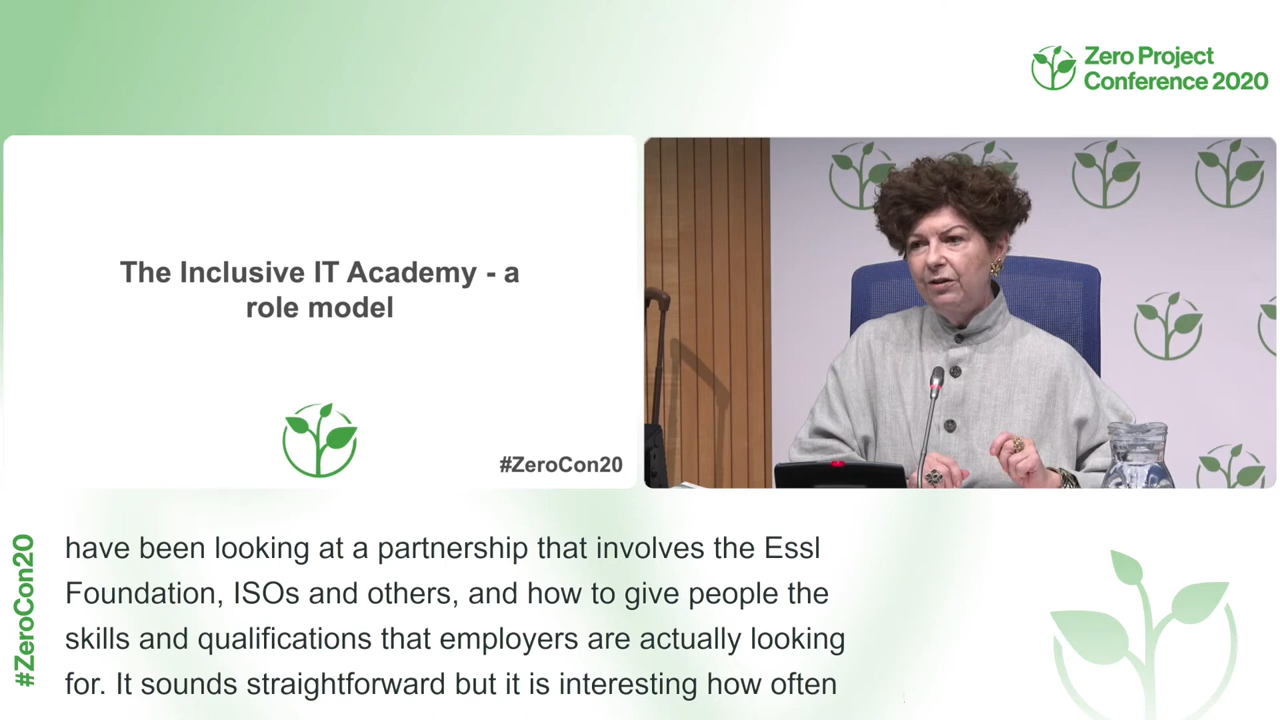 Zero Project
Conference 2020
The Inclusive IT Academy - a
role model
#ZeroCon20
#ZeroCon20
have been looking at a partnership that involves the Essl
Foundation, ISOs and others, and how to give people the
skills and qualifications that employers are actually looking
for. It sounds straightforward but it is interesting how often